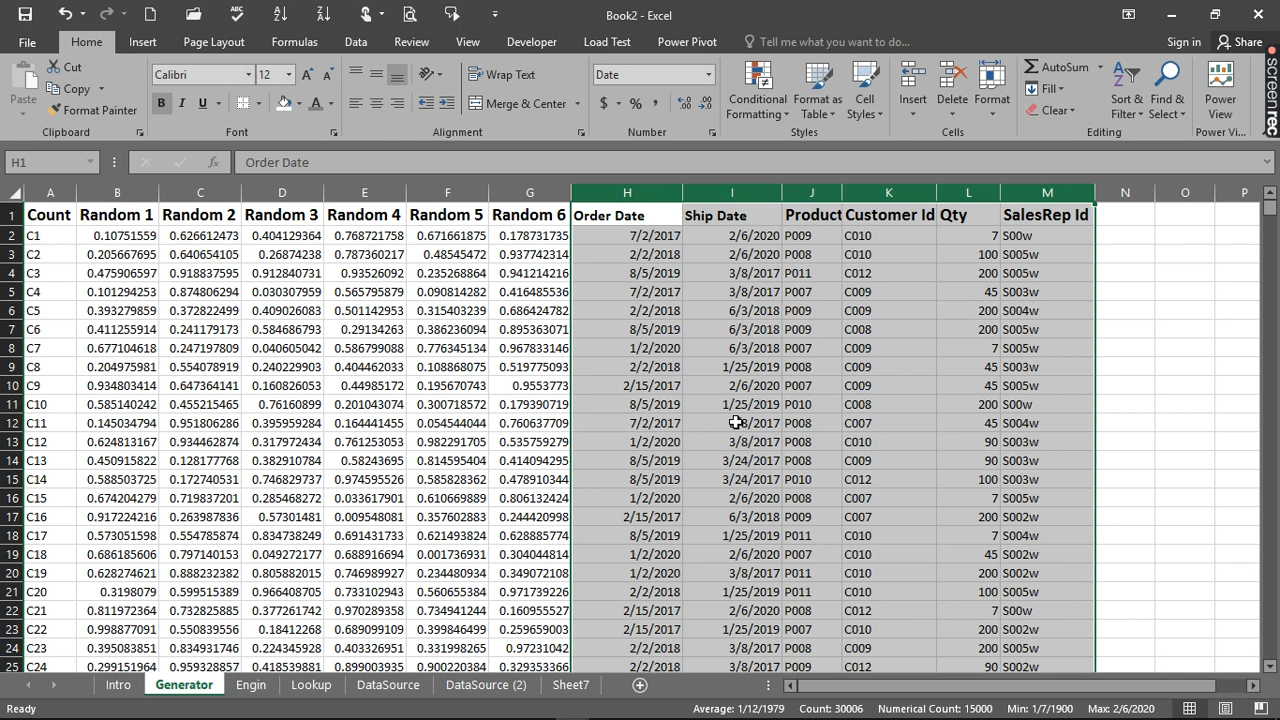 Book2 - Excel
File Home Insert Page Layout Formulas Data Review View Developer Load Test Power Pivot Tell me what you want to do... Sign in Share
Cut
Copy
Format Painter
Paste
Clipboard
Calibri 12
B I U
Font
Wrap Text
Merge & Center
Alignment
Date
$ % ,
Number
Conditional Formatting
Format as Table
Cell Styles
Styles
Insert Delete Format
Cells
AutoSum
Fill
Clear
Sort & Filter
Find & Select
Editing
Power View
Power Vi...
screenrec
H1 fx Order Date
A B C D E F G H I J K L M N O P
1 Count Random 1 Random 2 Random 3 Random 4 Random 5 Random 6 Order Date Ship Date Product Customer Id Qty SalesRep Id
2 C1 0.10751559 0.626612473 0.404129364 0.768721758 0.671661875 0.178731735 7/2/2017 2/6/2020 P009 C010 7 S00w
3 C2 0.205667695 0.640654105 0.26874238 0.787360217 0.48545472 0.937742314 2/2/2018 2/6/2020 P008 C010 100 S005w
4 C3 0.475906597 0.918837595 0.912840731 0.93526092 0.235268864 0.941214216 8/5/2019 3/8/2017 P011 C012 200 S005w
5 C4 0.101294253 0.874806294 0.030307959 0.565795879 0.090814282 0.416485536 7/2/2017 3/8/2017 P007 C009 45 S003w
6 C5 0.393279859 0.372822499 0.409026083 0.501142953 0.315403239 0.686424782 2/2/2018 6/3/2018 P008 C009 200 S004w
7 C6 0.411255914 0.241179173 0.584686793 0.29134263 0.386236094 0.895363071 8/5/2019 6/3/2018 P009 C008 200 S005w
8 C7 0.677104618 0.247197809 0.040605042 0.586799088 0.776345134 0.967833146 1/2/2020 6/3/2018 P007 C009 7 S005w
9 C8 0.204975981 0.554078919 0.240229903 0.404462033 0.108868075 0.519775093 2/2/2018 1/25/2019 P008 C009 45 S003w
10 C9 0.934803414 0.647364141 0.160826053 0.44985172 0.195670743 0.9553773 2/15/2017 2/6/2020 P007 C009 45 S005w
11 C10 0.585140242 0.455215465 0.76160899 0.201043074 0.300718572 0.179390719 8/5/2019 1/25/2019 P010 C008 200 S00w
12 C11 0.145034794 0.951806286 0.395959284 0.164441455 0.054544044 0.760637709 7/2/2017 8/2017 P008 C007 45 S004w
13 C12 0.624813167 0.934462874 0.317972434 0.761253053 0.982291705 0.535759279 1/2/2020 3/8/2017 P008 C010 90 S003w
14 C13 0.450915822 0.128177768 0.382910784 0.58243695 0.814595404 0.414094295 8/5/2019 3/24/2017 P008 C009 90 S003w
15 C14 0.588503725 0.172740531 0.746829737 0.974595526 0.585828362 0.478910344 8/5/2019 3/24/2017 P010 C012 100 S003w
16 C15 0.674204279 0.719837201 0.285468272 0.033617901 0.610669889 0.806132424 1/2/2020 2/6/2020 P008 C007 7 S005w
17 C16 0.917224216 0.263987836 0.57301481 0.009548081 0.357602883 0.244420998 2/15/2017 6/3/2018 P009 C007 200 S002w
18 C17 0.573051598 0.554785874 0.834738249 0.691431733 0.621493824 0.628885774 8/5/2019 1/25/2019 P011 C010 7 S004w
19 C18 0.686185606 0.797140153 0.049272177 0.688916694 0.001736931 0.304044814 1/2/2020 2/6/2020 P007 C010 45 S002w
20 C19 0.628274621 0.888232382 0.805882015 0.746989927 0.234480934 0.349072108 1/2/2020 3/8/2017 P011 C010 200 S002w
21 C20 0.3198079 0.599515389 0.966408705 0.733102943 0.560655384 0.971739226 2/2/2018 1/25/2019 P011 C010 100 S005w
22 C21 0.811972364 0.732825885 0.377261742 0.970289358 0.734941244 0.160955527 2/15/2017 2/6/2020 P008 C012 7 S00w
23 C22 0.998877091 0.550839556 0.18412268 0.689099109 0.399846499 0.259659003 2/15/2017 1/25/2019 P007 C010 200 S002w
24 C23 0.395083851 0.834931746 0.224345928 0.403326951 0.331998265 0.97231042 2/2/2018 3/8/2017 P008 C009 200 S005w
25 C24 0.299151964 0.959328857 0.418539881 0.899003935 0.900220384 0.329353366 2/2/2018 3/8/2017 P009 C012 90 S002w
Intro Generator Engin Lookup DataSource DataSource (2) Sheet7
Ready Average: 1/12/1979 Count: 30006 Numerical Count: 15000 Min: 1/7/1900 Max: 2/6/2020